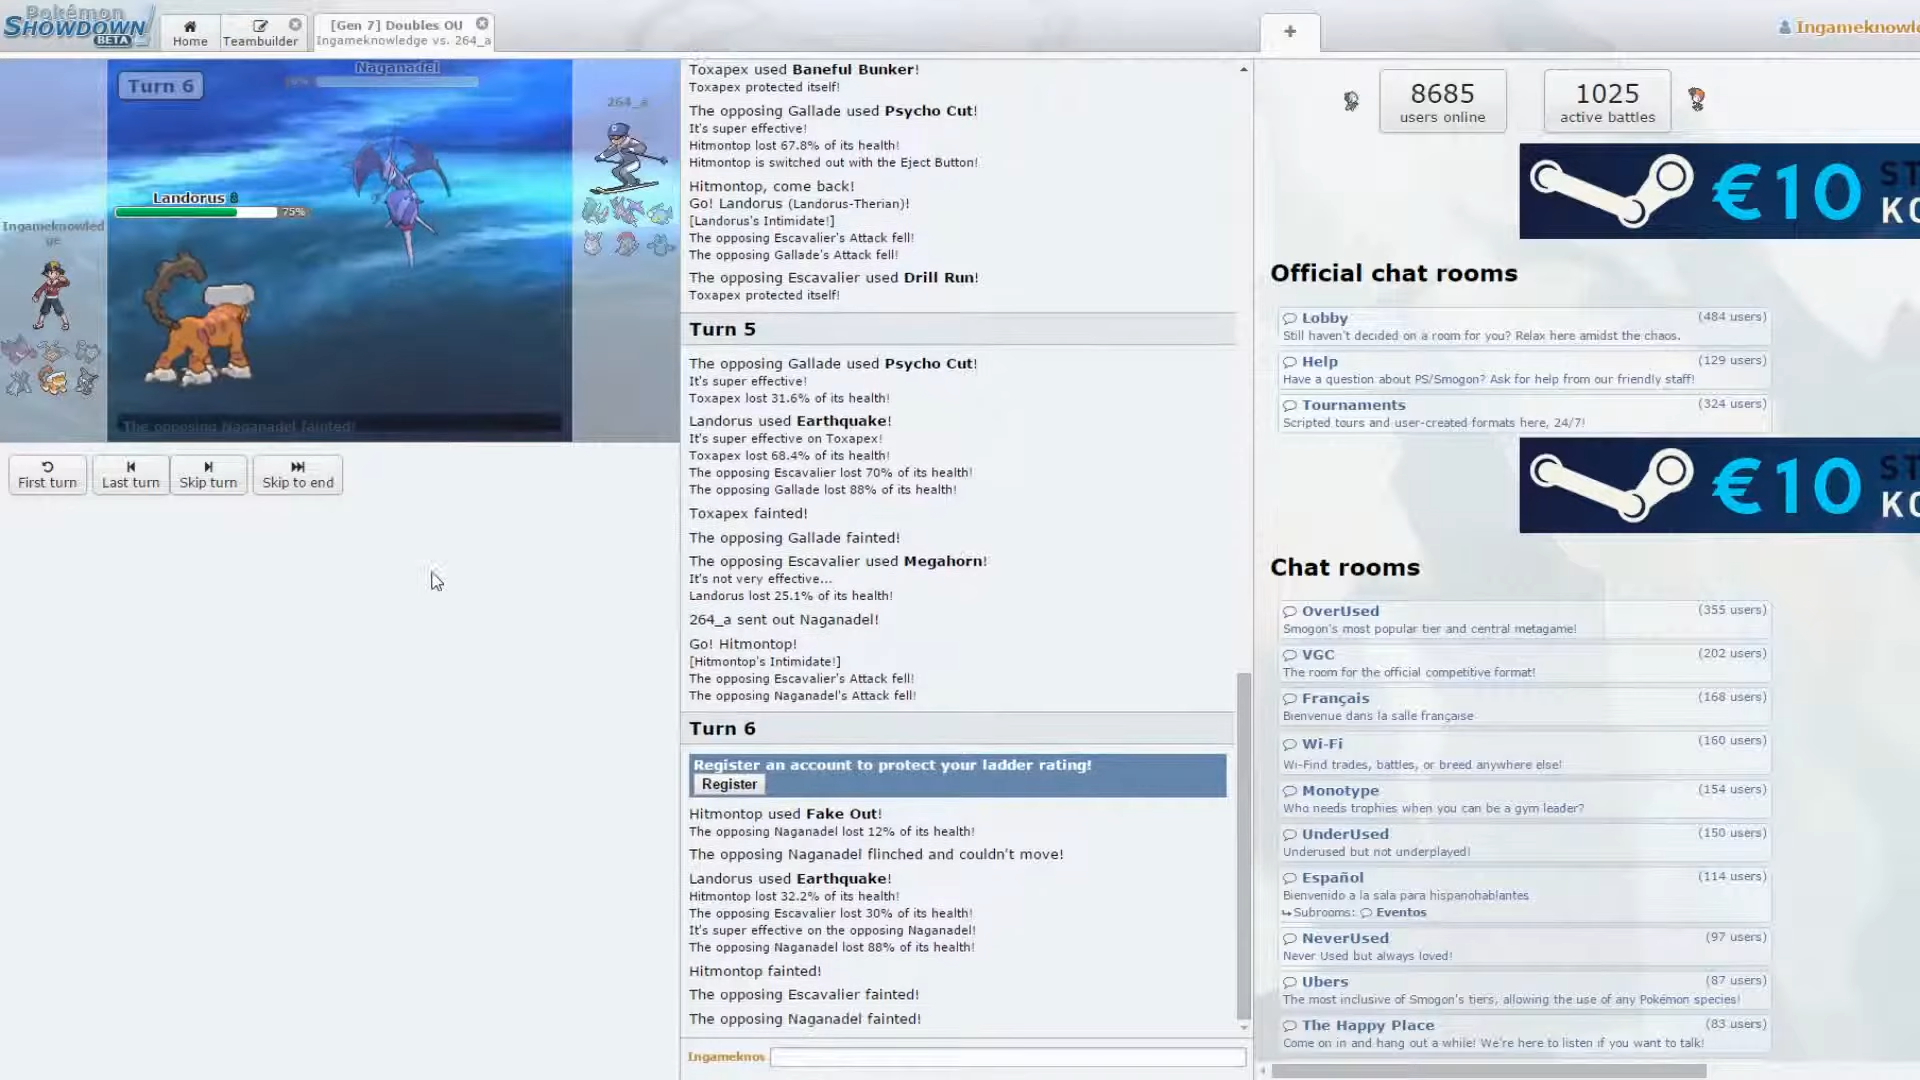 Pokémon
SHOWDOWN
BETA
Home
Teambuilder
[Gen 7] Doubles OU
Ingameknowledge vs. 264_a
+
Turn 6
Naganadel
Landorus
75%
Ingameknowled
ge
264_a
The opposing Naganadel fainted!
First turn
Last turn
Skip turn
Skip to end
Toxapex used Baneful Bunker!
Toxapex protected itself!
The opposing Gallade used Psycho Cut!
It's super effective!
Hitmontop lost 67.8% of its health!
Hitmontop is switched out with the Eject Button!
Hitmontop, come back!
Go! Landorus (Landorus-Therian)!
[Landorus's Intimidate!]
The opposing Escavalier's Attack fell!
The opposing Gallade's Attack fell!
The opposing Escavalier used Drill Run!
Toxapex protected itself!
Turn 5
The opposing Gallade used Psycho Cut!
It's super effective!
Toxapex lost 31.6% of its health!
Landorus used Earthquake!
It's super effective on Toxapex!
Toxapex lost 68.4% of its health!
The opposing Escavalier lost 70% of its health!
The opposing Gallade lost 88% of its health!
Toxapex fainted!
The opposing Gallade fainted!
The opposing Escavalier used Megahorn!
It's not very effective...
Landorus lost 25.1% of its health!
264_a sent out Naganadel!
Go! Hitmontop!
[Hitmontop's Intimidate!]
The opposing Escavalier's Attack fell!
The opposing Naganadel's Attack fell!
Turn 6
Register an account to protect your ladder rating!
Register
Hitmontop used Fake Out!
The opposing Naganadel lost 12% of its health!
The opposing Naganadel flinched and couldn't move!
Landorus used Earthquake!
Hitmontop lost 32.2% of its health!
The opposing Escavalier lost 30% of its health!
It's super effective on the opposing Naganadel!
The opposing Naganadel lost 88% of its health!
Hitmontop fainted!
The opposing Escavalier fainted!
The opposing Naganadel fainted!
Ingameknos
Ingameknowle
8685
users online
1025
active battles
€10 ST
KO
Official chat rooms
Lobby (484 users)
Still haven't decided on a room for you? Relax here amidst the chaos.
Help (129 users)
Have a question about PS/Smogon? Ask for help from our friendly staff!
Tournaments (324 users)
Scripted tours and user-created formats here, 24/7!
€10 ST
KO
Chat rooms
OverUsed (355 users)
Smogon's most popular tier and central metagame!
VGC (202 users)
The room for the official competitive format!
Français (168 users)
Bienvenue dans la salle française
Wi-Fi (160 users)
Wi-Find trades, battles, or breed anywhere else!
Monotype (154 users)
Who needs trophies when you can be a gym leader?
UnderUsed (150 users)
Underused but not underplayed!
Español (114 users)
Bienvenido a la sala para hispanohablantes
Subrooms: Eventos
NeverUsed (97 users)
Never Used but always loved!
Ubers (87 users)
The most inclusive of Smogon's tiers, allowing the use of any Pokémon species!
The Happy Place (83 users)
Come on in and hang out a while! We're here to listen if you want to talk!